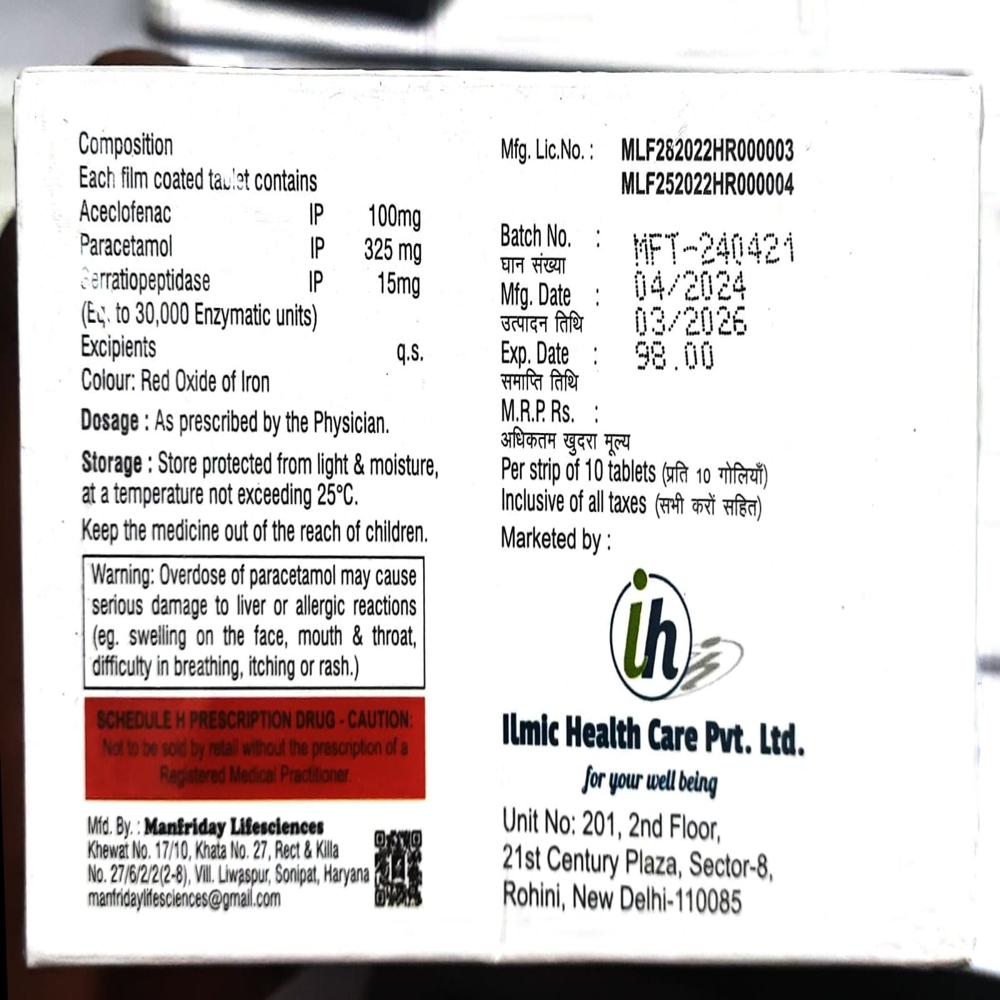 Composition
Each film coated tablet contains
Aceclofenac IP 100mg
Paracetamol IP 325 mg
Serratiopeptidase IP 15mg
(Eq. to 30,000 Enzymatic units)
Excipients q.s.
Colour: Red Oxide of Iron
Dosage : As prescribed by the Physician.
Storage : Store protected from light & moisture,
at a temperature not exceeding 25°C.
Keep the medicine out of the reach of children.
Warning: Overdose of paracetamol may cause
serious damage to liver or allergic reactions
(eg. swelling on the face, mouth & throat,
difficulty in breathing, itching or rash.)
SCHEDULE H PRESCRIPTION DRUG - CAUTION:
Not to be sold by retail without the prescription of a
Registered Medical Practitioner.
Mfd. By. : Manfriday Lifesciences
Khewat No. 17/10, Khata No. 27, Rect & Killa
No. 27/6/2/2(2-8), Vill. Liwaspur, Sonipat, Haryana
manfridaylifesciences@gmail.com
Mfg. Lic.No. : MLF282022HR000003
MLF252022HR000004
Batch No. : MFT-240421
घान संख्या
Mfg. Date : 04/2024
उत्पादन तिथि 03/2026
Exp. Date : 98.00
समाप्ति तिथि
M.R.P. Rs. :
अधिकतम खुदरा मूल्य
Per strip of 10 tablets (प्रति 10 गोलियाँ)
Inclusive of all taxes (सभी करों सहित)
Marketed by :
ih
Ilmic Health Care Pvt. Ltd.
for your well being
Unit No: 201, 2nd Floor,
21st Century Plaza, Sector-8,
Rohini, New Delhi-110085